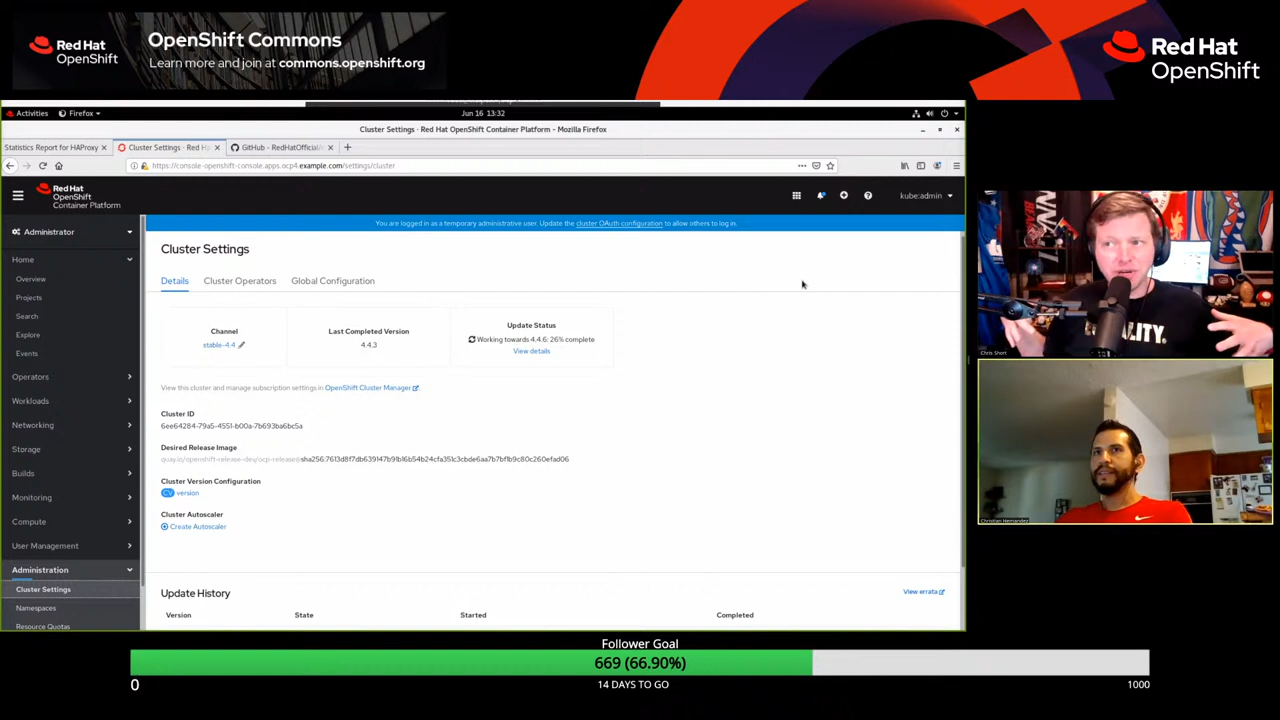 Red Hat
OpenShift
OpenShift Commons
Learn more and join at commons.openshift.org
Red Hat
OpenShift
Activities
Firefox
Jun 16 13:32
Cluster Settings · Red Hat OpenShift Container Platform - Mozilla Firefox
Statistics Report for HAProxy
Cluster Settings · Red Ha
GitHub - RedHatOfficial/
https://console-openshift-console.apps.ocp4.example.com/settings/cluster
Red Hat
OpenShift
Container Platform
kube:admin
You are logged in as a temporary administrative user. Update the cluster OAuth configuration to allow others to log in.
Administrator
Home
Overview
Projects
Search
Explore
Events
Operators
Workloads
Networking
Storage
Builds
Monitoring
Compute
User Management
Administration
Cluster Settings
Namespaces
Resource Quotas
Cluster Settings
Details
Cluster Operators
Global Configuration
Channel
stable-4.4
Last Completed Version
4.4.3
Update Status
Working towards 4.4.6: 26% complete
View details
View this cluster and manage subscription settings in OpenShift Cluster Manager.
Cluster ID
6ee64284-79a5-4551-b00a-7b693ba6bc5a
Desired Release Image
Cluster Version Configuration
CV version
Cluster Autoscaler
Create Autoscaler
Update History
View errata
Version
State
Started
Completed
Chris Short
Christian Hernandez
Follower Goal
669 (66.90%)
0
14 DAYS TO GO
1000